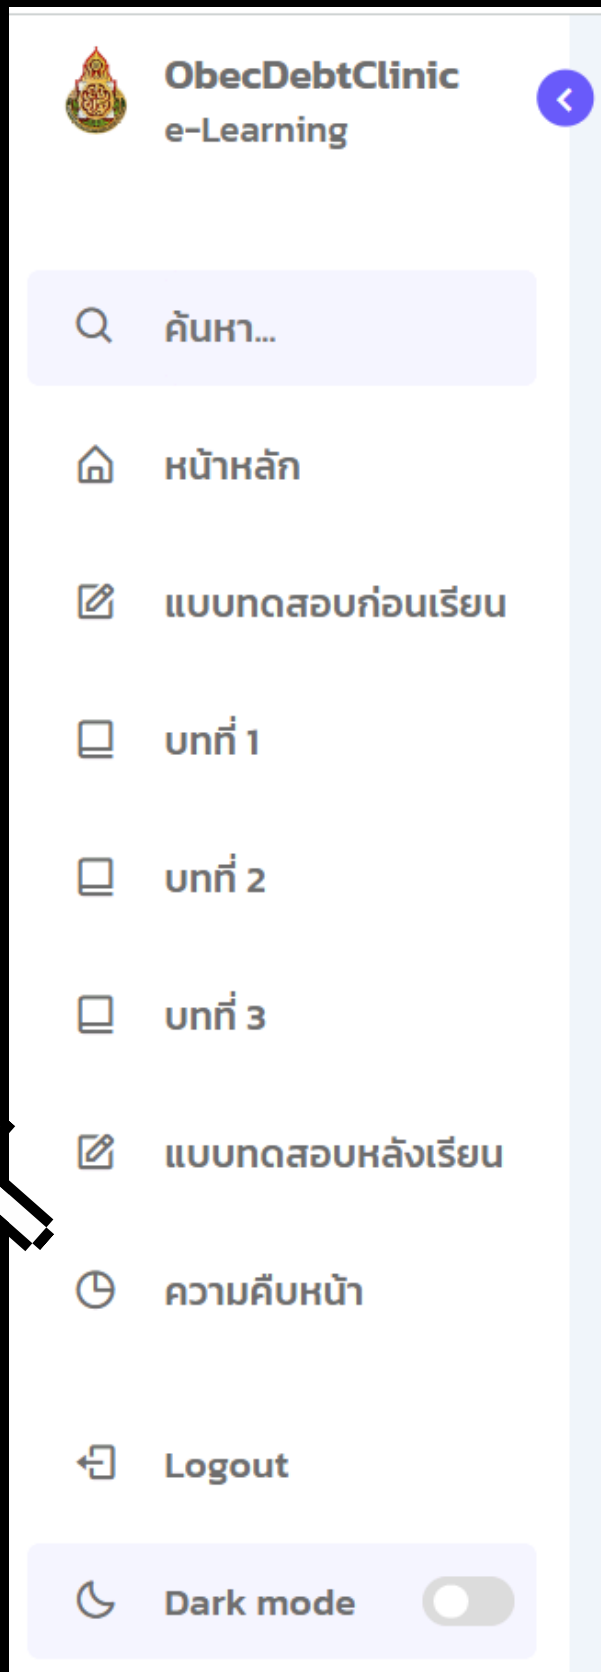 ObecDebtClinic
e-Learning
ค้นหา...
หน้าหลัก
แบบทดสอบก่อนเรียน
บทที่ 1
บทที่ 2
บทที่ 3
แบบทดสอบหลังเรียน
ความคืบหน้า
Logout
Dark mode